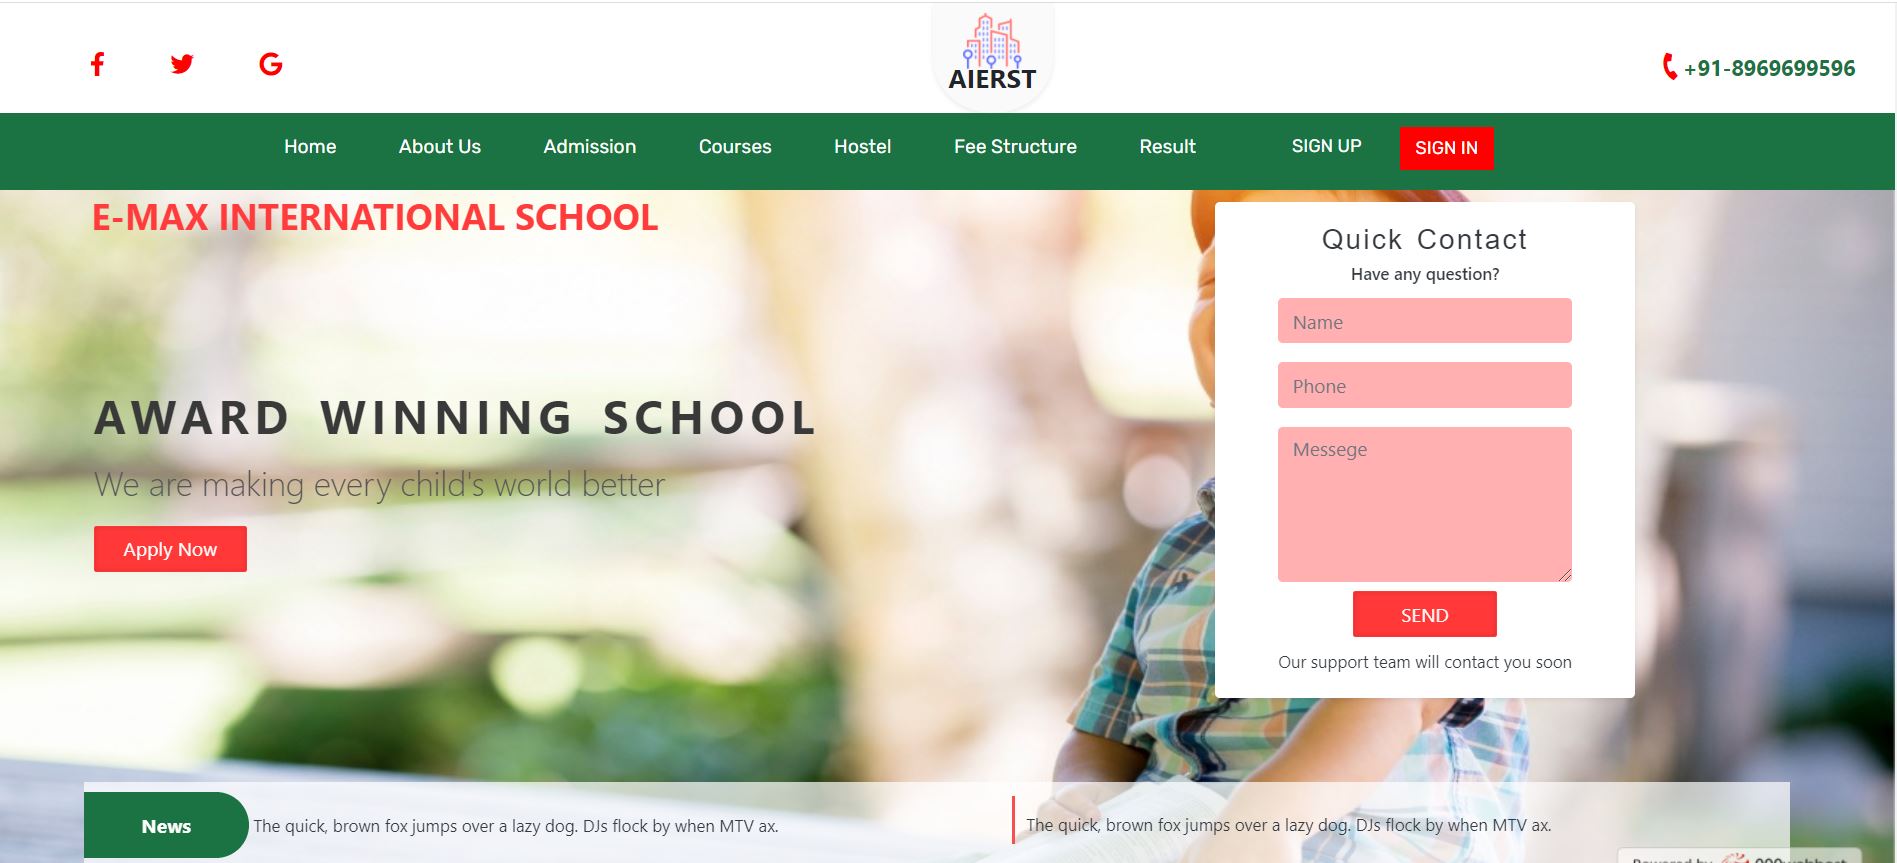 AIERST
+91-8969699596
Home About Us Admission Courses Hostel Fee Structure Result SIGN UP SIGN IN
E-MAX INTERNATIONAL SCHOOL
AWARD WINNING SCHOOL
We are making every child's world better
Apply Now
Quick Contact
Have any question?
Name
Phone
Messege
SEND
Our support team will contact you soon
News
The quick, brown fox jumps over a lazy dog. DJs flock by when MTV ax.
The quick, brown fox jumps over a lazy dog. DJs flock by when MTV ax.
Powered by 000webhost